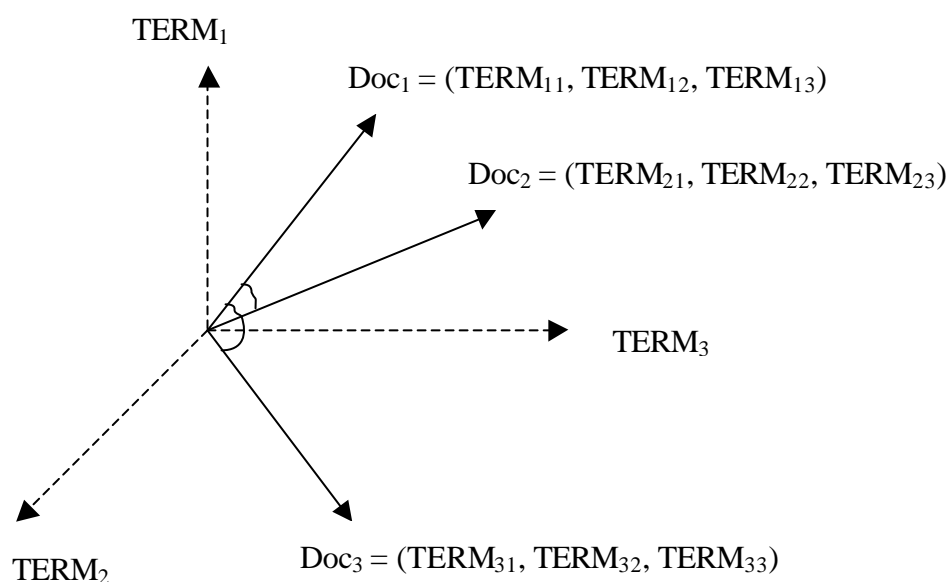 TERM₁
Doc₁ = (TERM₁₁, TERM₁₂, TERM₁₃)
Doc₂ = (TERM₂₁, TERM₂₂, TERM₂₃)
TERM₃
TERM₂
Doc₃ = (TERM₃₁, TERM₃₂, TERM₃₃)